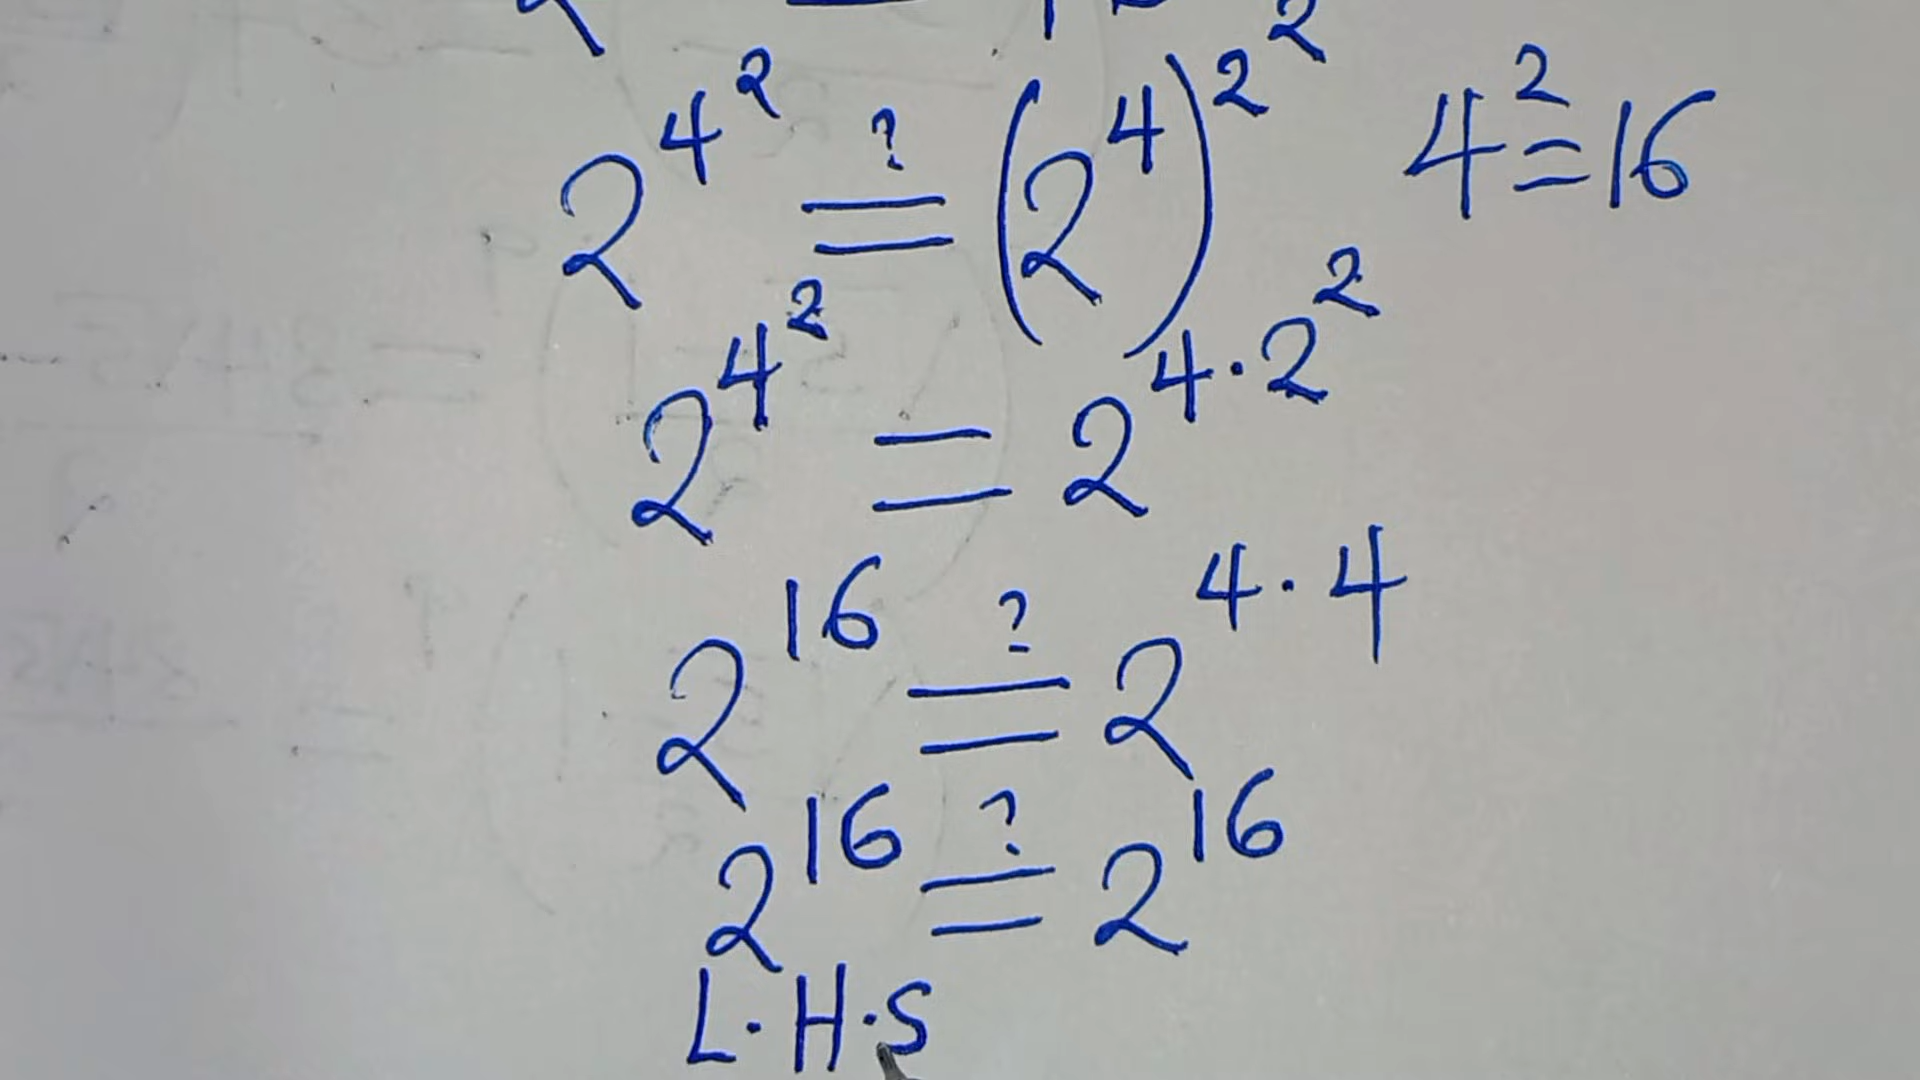 2^{4^2} ?= (2^4)^{2^2} 4^2 = 16
2^{4^2} = 2^{4·2^2}
2^{16} ?= 2^{4·4}
2^{16} ?= 2^{16}
L.H.S